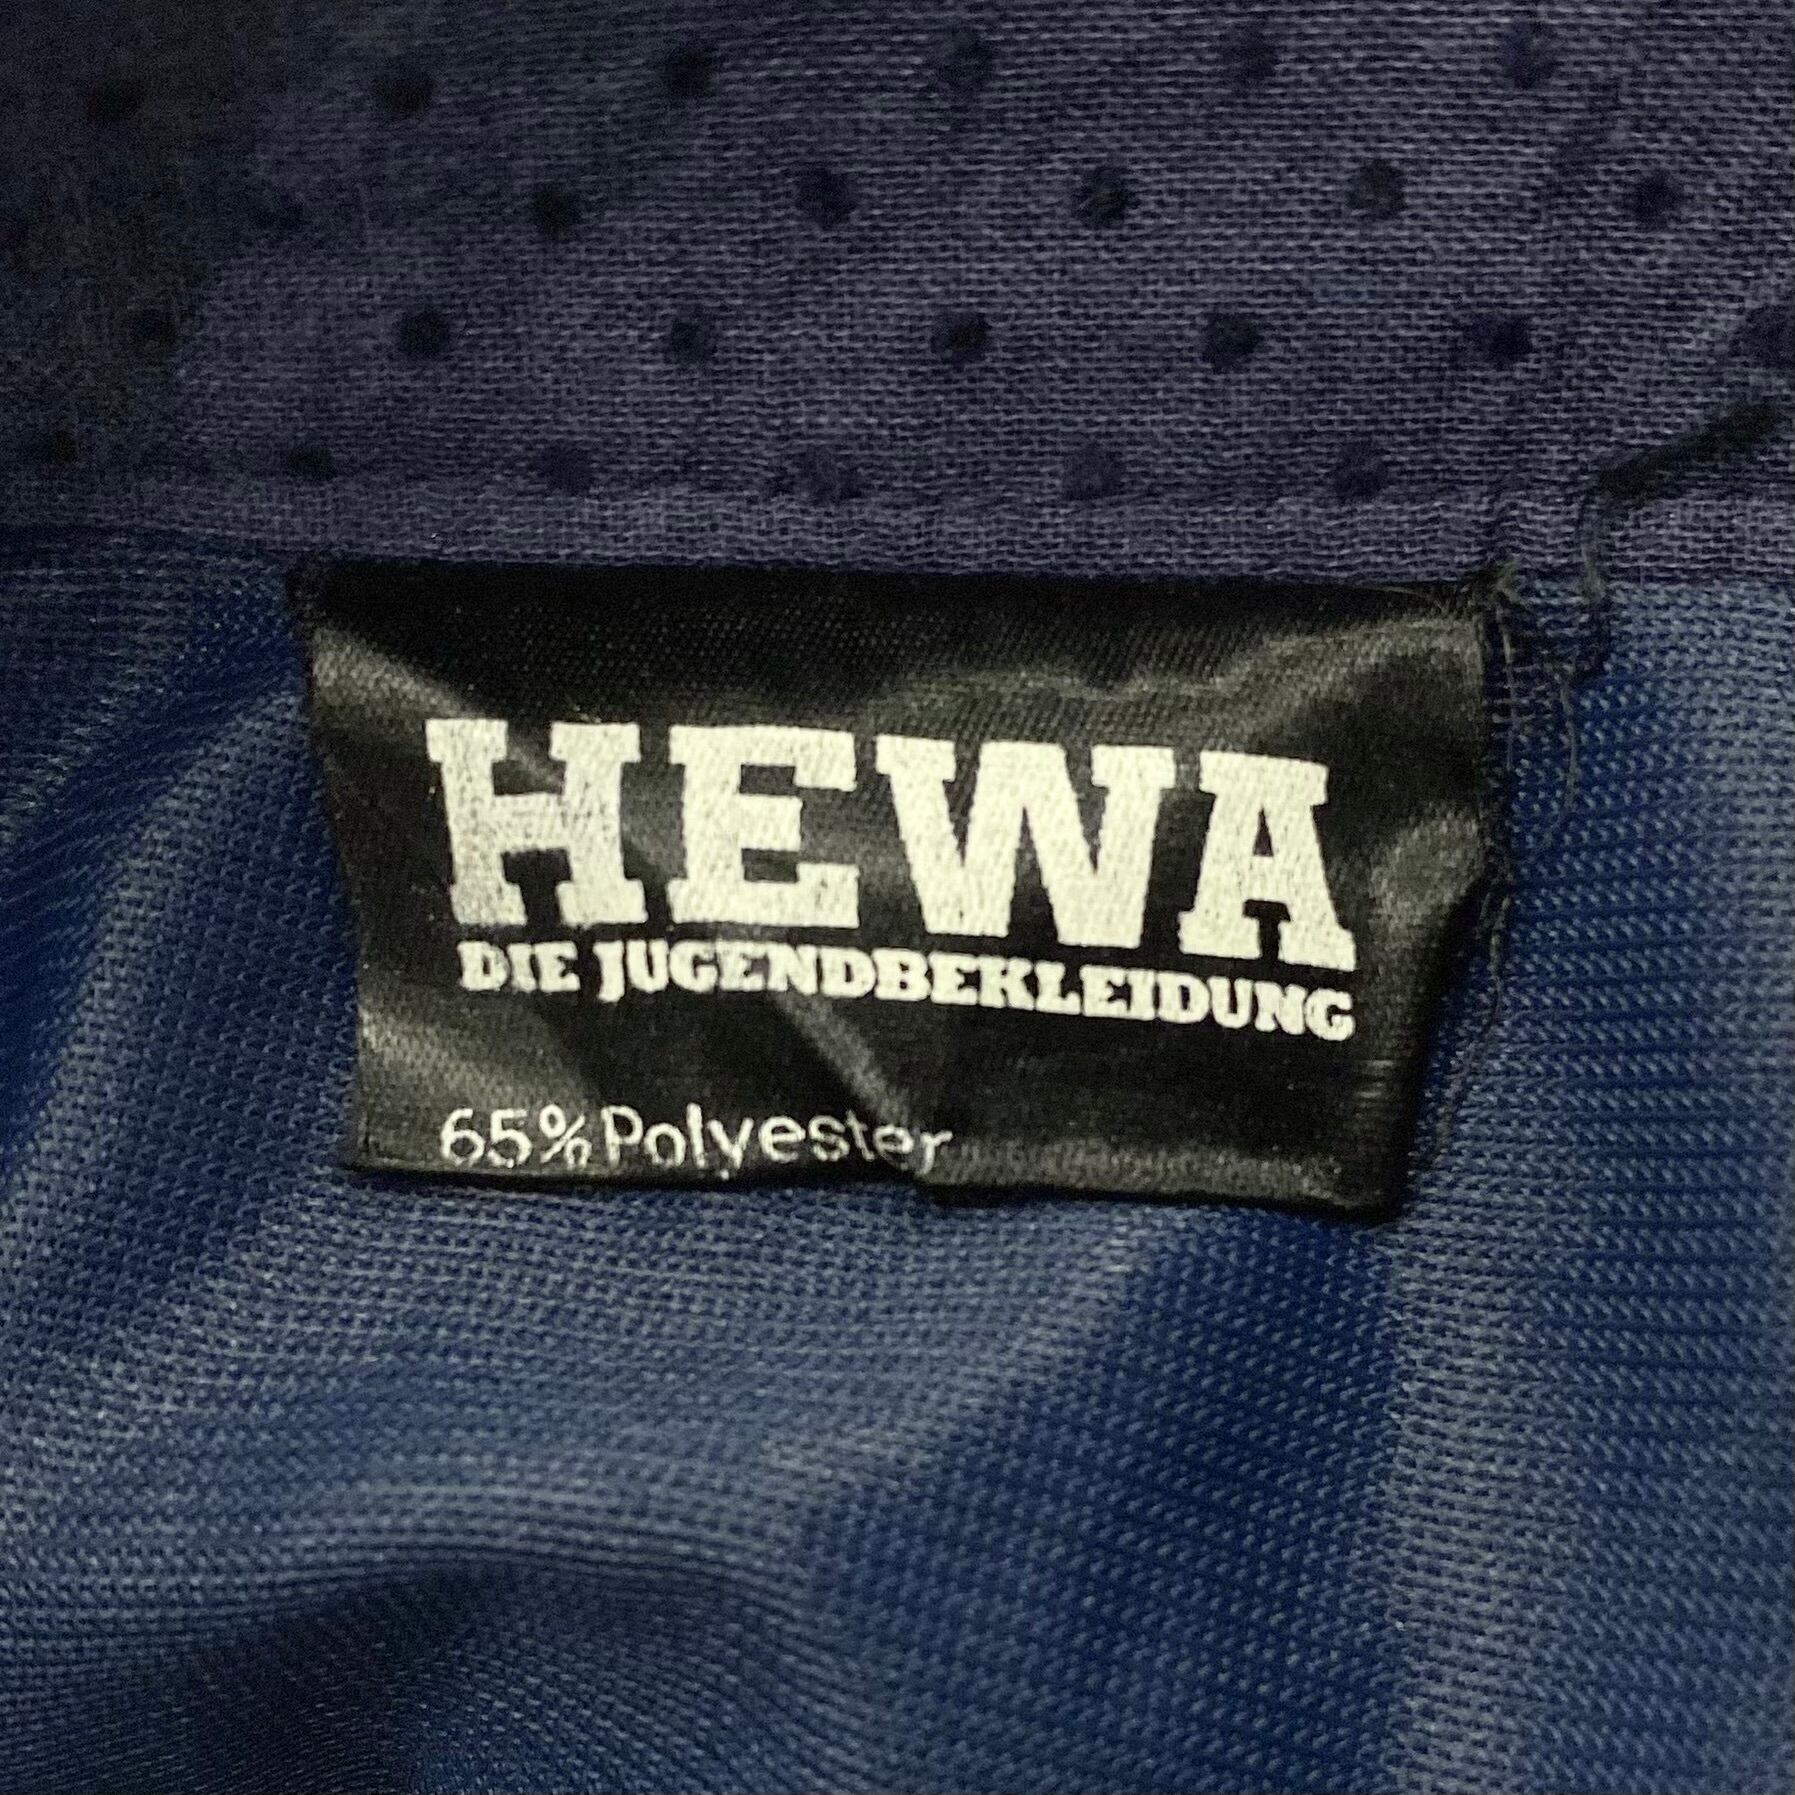 HEWA
DIE JUGENDBEKLEIDUNG
65%Polyester